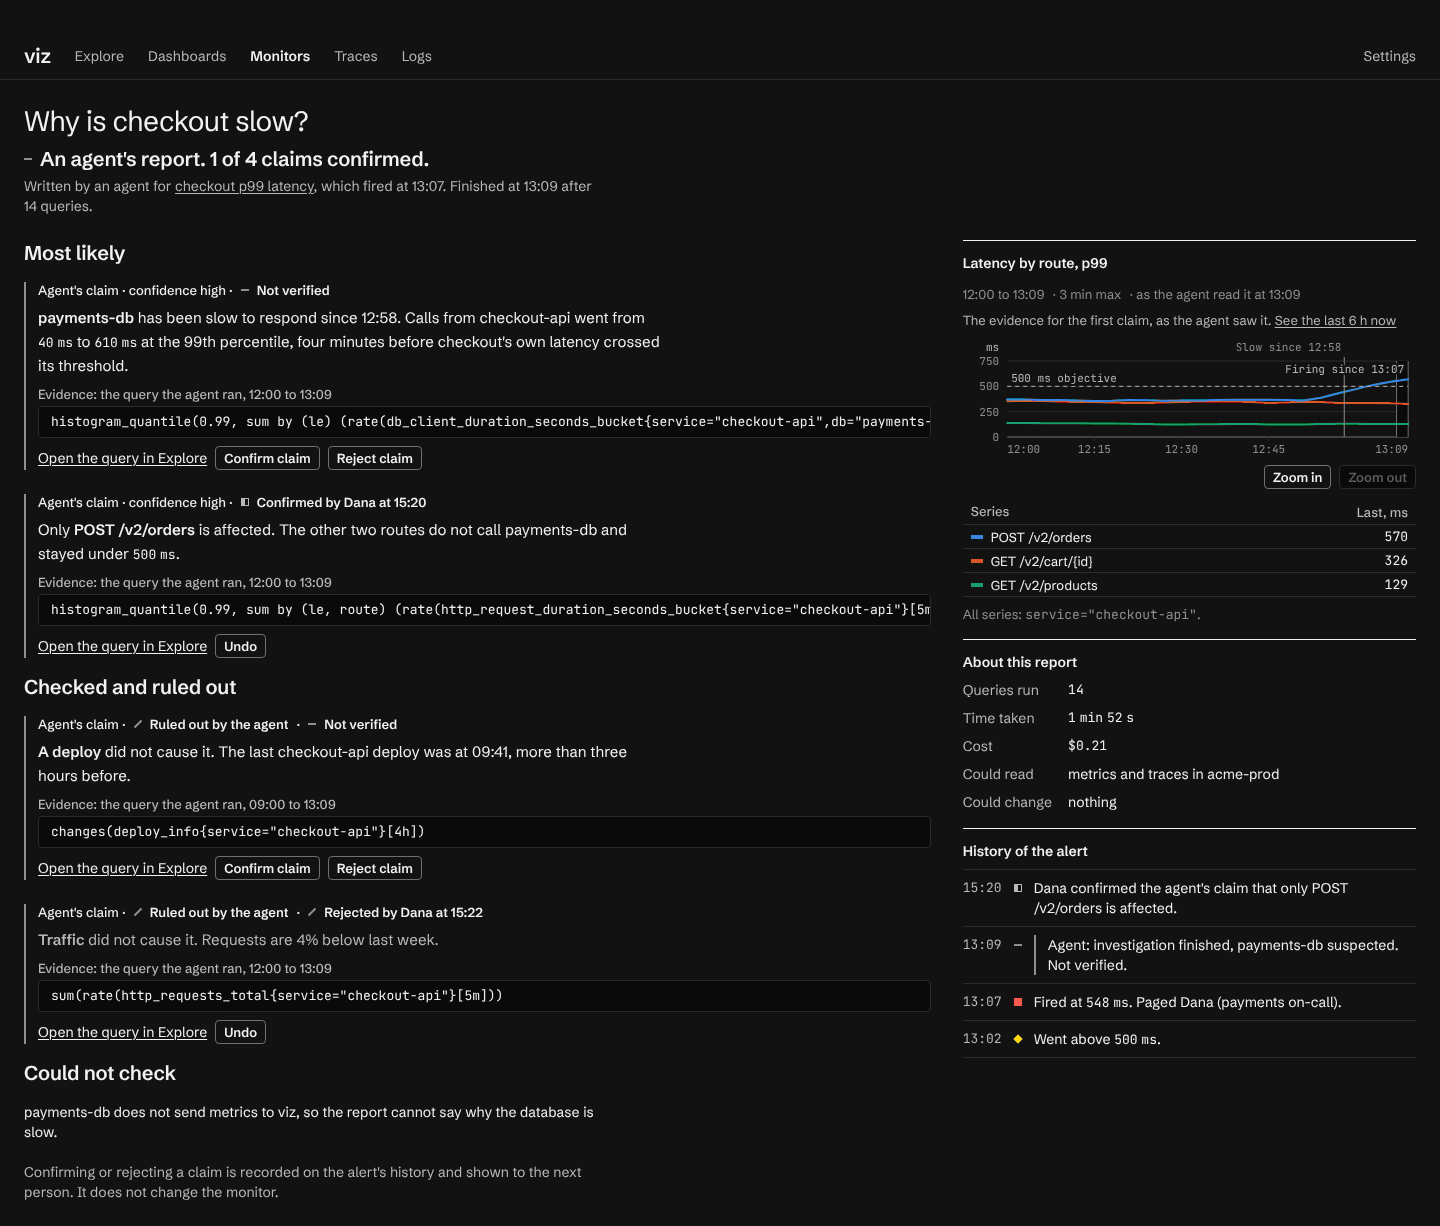 viz Explore Dashboards Monitors Traces Logs Settings
Why is checkout slow?
– An agent's report. 1 of 4 claims confirmed.
Written by an agent for checkout p99 latency, which fired at 13:07. Finished at 13:09 after
14 queries.
Most likely
Agent's claim · confidence high · – Not verified
payments-db has been slow to respond since 12:58. Calls from checkout-api went from
40 ms to 610 ms at the 99th percentile, four minutes before checkout's own latency crossed
its threshold.
Evidence: the query the agent ran, 12:00 to 13:09
histogram_quantile(0.99, sum by (le) (rate(db_client_duration_seconds_bucket{service="checkout-api",db="payments-
Open the query in Explore Confirm claim Reject claim
Agent's claim · confidence high · Confirmed by Dana at 15:20
Only POST /v2/orders is affected. The other two routes do not call payments-db and
stayed under 500 ms.
Evidence: the query the agent ran, 12:00 to 13:09
histogram_quantile(0.99, sum by (le, route) (rate(http_request_duration_seconds_bucket{service="checkout-api"}[5m
Open the query in Explore Undo
Checked and ruled out
Agent's claim · Ruled out by the agent · – Not verified
A deploy did not cause it. The last checkout-api deploy was at 09:41, more than three
hours before.
Evidence: the query the agent ran, 09:00 to 13:09
changes(deploy_info{service="checkout-api"}[4h])
Open the query in Explore Confirm claim Reject claim
Agent's claim · Ruled out by the agent · Rejected by Dana at 15:22
Traffic did not cause it. Requests are 4% below last week.
Evidence: the query the agent ran, 12:00 to 13:09
sum(rate(http_requests_total{service="checkout-api"}[5m]))
Open the query in Explore Undo
Could not check
payments-db does not send metrics to viz, so the report cannot say why the database is
slow.
Confirming or rejecting a claim is recorded on the alert's history and shown to the next
person. It does not change the monitor.
Latency by route, p99
12:00 to 13:09 · 3 min max · as the agent read it at 13:09
The evidence for the first claim, as the agent saw it. See the last 6 h now
ms
Slow since 12:58
750
Firing since 13:07
500 ms objective
500
250
0
12:00 12:15 12:30 12:45 13:09
Zoom in Zoom out
Series Last, ms
POST /v2/orders 570
GET /v2/cart/{id} 326
GET /v2/products 129
All series: service="checkout-api".
About this report
Queries run 14
Time taken 1 min 52 s
Cost $0.21
Could read metrics and traces in acme-prod
Could change nothing
History of the alert
15:20 Dana confirmed the agent's claim that only POST
/v2/orders is affected.
13:09 – Agent: investigation finished, payments-db suspected.
Not verified.
13:07 Fired at 548 ms. Paged Dana (payments on-call).
13:02 Went above 500 ms.